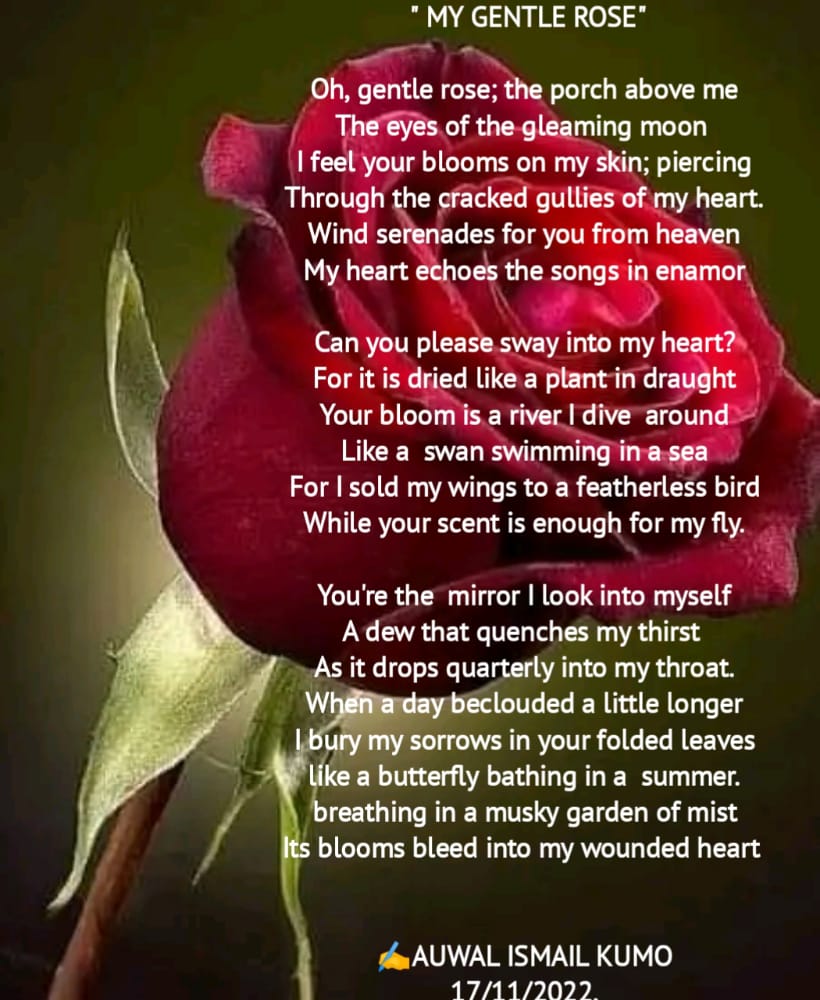 " MY GENTLE ROSE"
Oh, gentle rose; the porch above me
The eyes of the gleaming moon
I feel your blooms on my skin; piercing
Through the cracked gullies of my heart.
Wind serenades for you from heaven
My heart echoes the songs in enamor
Can you please sway into my heart?
For it is dried like a plant in draught
Your bloom is a river I dive around
Like a swan swimming in a sea
For I sold my wings to a featherless bird
While your scent is enough for my fly.
You're the mirror I look into myself
A dew that quenches my thirst
As it drops quarterly into my throat.
When a day beclouded a little longer
I bury my sorrows in your folded leaves
like a butterfly bathing in a summer.
breathing in a musky garden of mist
Its blooms bleed into my wounded heart
✍️AUWAL ISMAIL KUMO
17/11/2022.